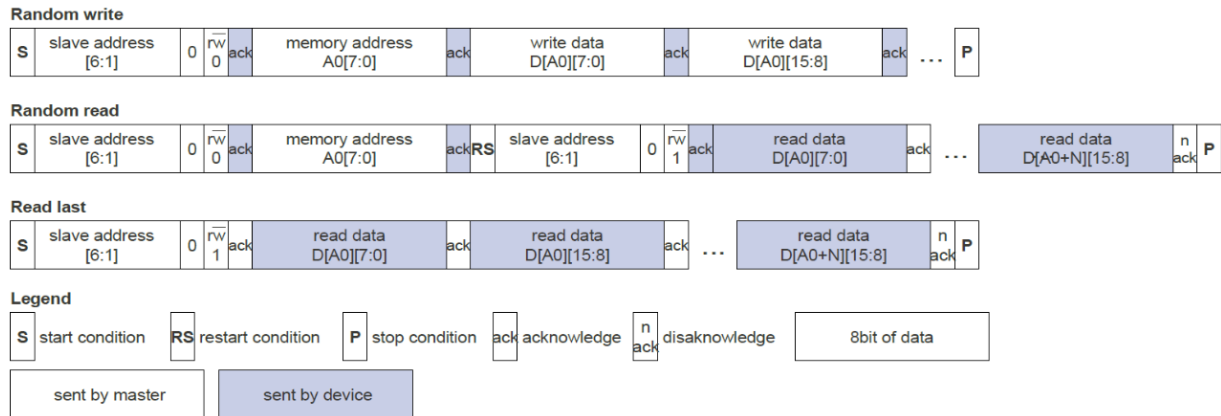 Random write
S slave address [6:1] 0 rw 0 ack memory address A0[7:0] ack write data D[A0][7:0] ack write data D[A0][15:8] ack ... P
Random read
S slave address [6:1] 0 rw 0 ack memory address A0[7:0] ack RS slave address [6:1] 0 rw 1 ack read data D[A0][7:0] ack ... read data D[A0+N][15:8] n ack P
Read last
S slave address [6:1] 0 rw 1 ack read data D[A0][7:0] ack read data D[A0][15:8] ack ... read data D[A0+N][15:8] n ack P
Legend
S start condition RS restart condition P stop condition ack acknowledge n ack disaknowledge 8bit of data
sent by master sent by device